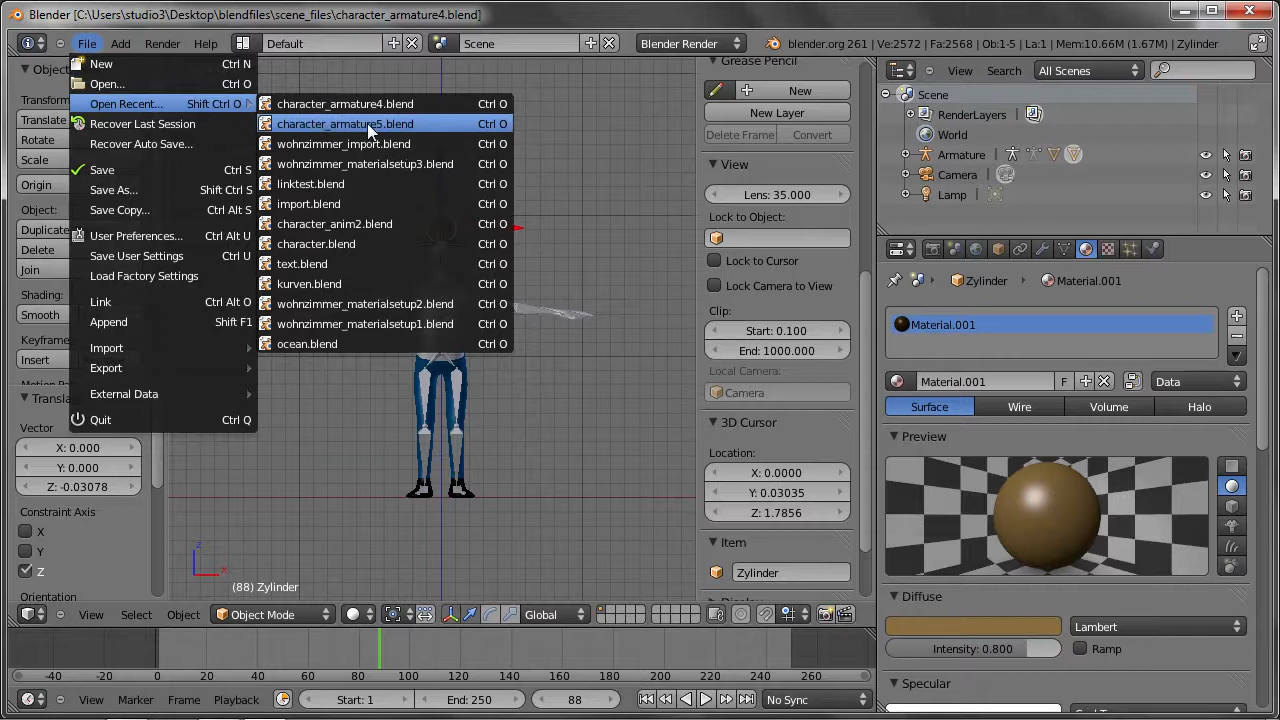 Blender [C:\Users\studio3\Desktop\blendfiles\scene_files\character_armature4.blend]
File Add Render Help Default Scene Blender Render blender.org 261 | Ve:2572 | Fa:2568 | Ob:1-5 | La:1 | Mem:10.66M (1.67M) | Zylinder
New Ctrl N
Open... Ctrl O
Open Recent... Shift Ctrl O
Recover Last Session
Recover Auto Save...
Save Ctrl S
Save As... Shift Ctrl S
Save Copy... Ctrl Alt S
User Preferences... Ctrl Alt U
Save User Settings Ctrl U
Load Factory Settings
Link Ctrl Alt O
Append Shift F1
Import
Export
External Data
Quit Ctrl Q
character_armature4.blend Ctrl O
character_armature5.blend Ctrl O
wohnzimmer_import.blend Ctrl O
wohnzimmer_materialsetup3.blend Ctrl O
linktest.blend Ctrl O
import.blend Ctrl O
character_anim2.blend Ctrl O
character.blend Ctrl O
text.blend Ctrl O
kurven.blend Ctrl O
wohnzimmer_materialsetup2.blend Ctrl O
wohnzimmer_materialsetup1.blend Ctrl O
ocean.blend Ctrl O
Transfo
Translate
Rotate
Scale
Origin
Object:
Duplicate
Delete
Join
Shading:
Smooth
Keyframe
Insert
Vector
X: 0.000
Y: 0.000
Z: -0.03078
Constraint Axis
X
Y
Z
Orientation
z
x
(88) Zylinder
View Select Object Object Mode Global
Grease Pencil
New
New Layer
Delete Frame Convert
View
Lens: 35.000
Lock to Object:
Lock to Cursor
Lock Camera to View
Clip:
Start: 0.100
End: 1000.000
Local Camera:
Camera
3D Cursor
Location:
X: 0.0000
Y: 0.03035
Z: 1.7856
Item
Zylinder
View Search All Scenes
Scene
RenderLayers
World
Armature
Camera
Lamp
Zylinder Material.001
Material.001
Material.001 F Data
Surface Wire Volume Halo
Preview
Diffuse
Lambert
Intensity: 0.800 Ramp
Specular
-40 -20 0 20 40 60 80 100 120 140 160 180 200 220 240 260
View Marker Frame Playback Start: 1 End: 250 88 No Sync